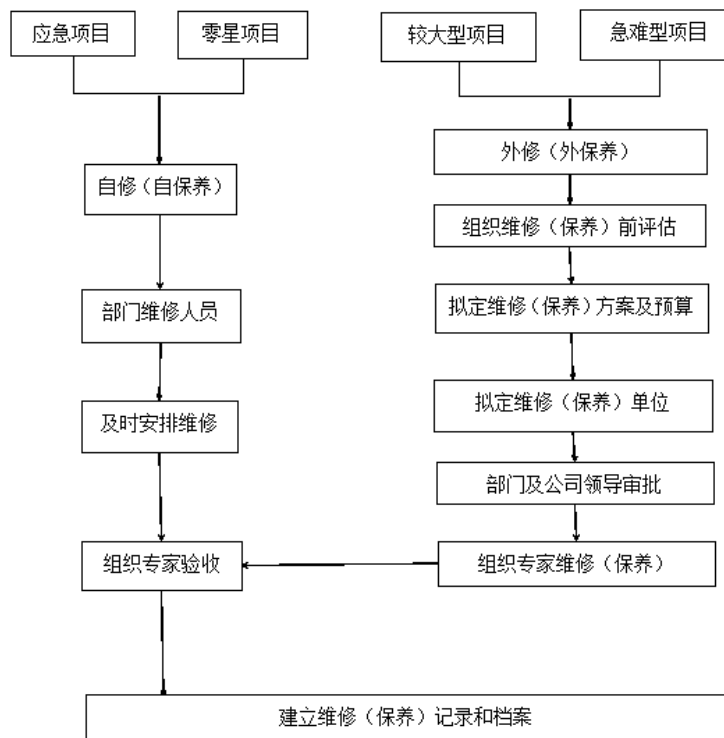 应急项目
零星项目
较大型项目
急难型项目
外修（外保养）
自修（自保养）
组织维修（保养）前评估
部门维修人员
拟定维修（保养）方案及预算
及时安排维修
拟定维修（保养）单位
部门及公司领导审批
组织专家验收
组织专家维修（保养）
建立维修（保养）记录和档案